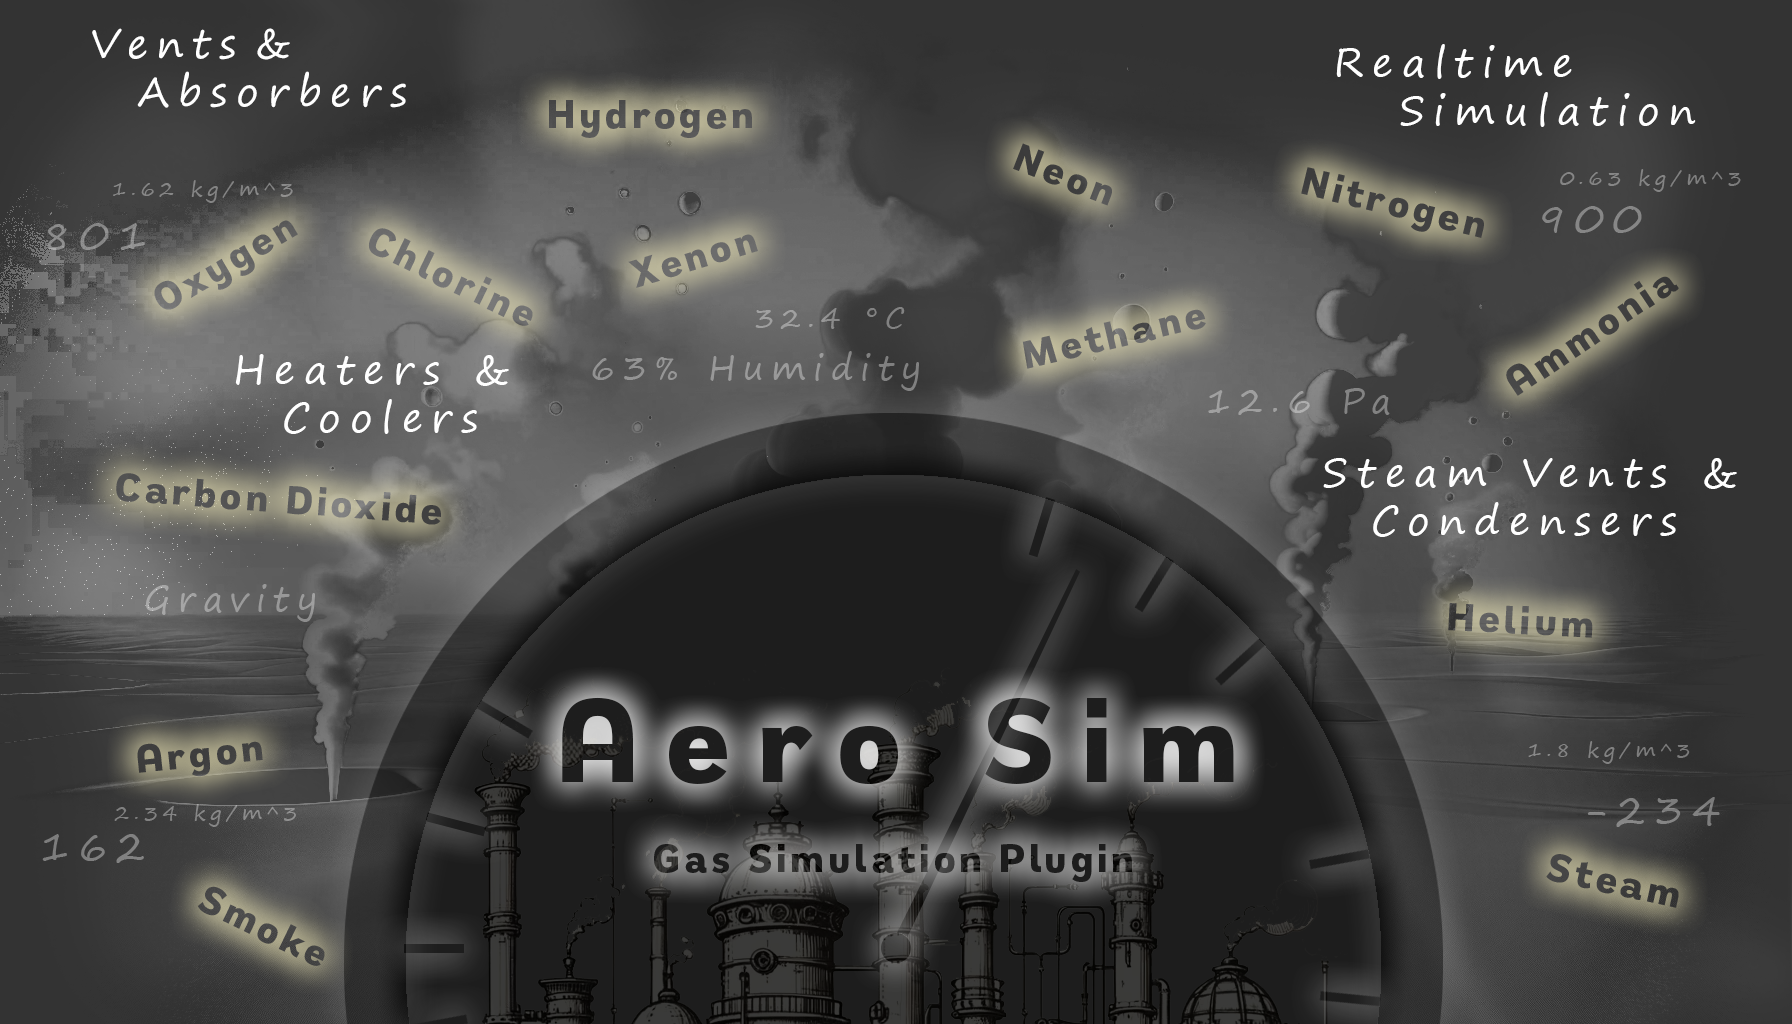 Vents &
Absorbers
Realtime
Simulation
Hydrogen
Neon
Nitrogen
1.62 kg/m^3
801
0.63 kg/m^3
900
Oxygen
Chlorine
Xenon
Ammonia
32.4 °C
63% Humidity
Methane
Heaters &
Coolers
12.6 Pa
Carbon Dioxide
Steam Vents &
Condensers
Gravity
Helium
Aero Sim
Gas Simulation Plugin
Argon
2.34 kg/m^3
162
1.8 kg/m^3
-234
Smoke
Steam